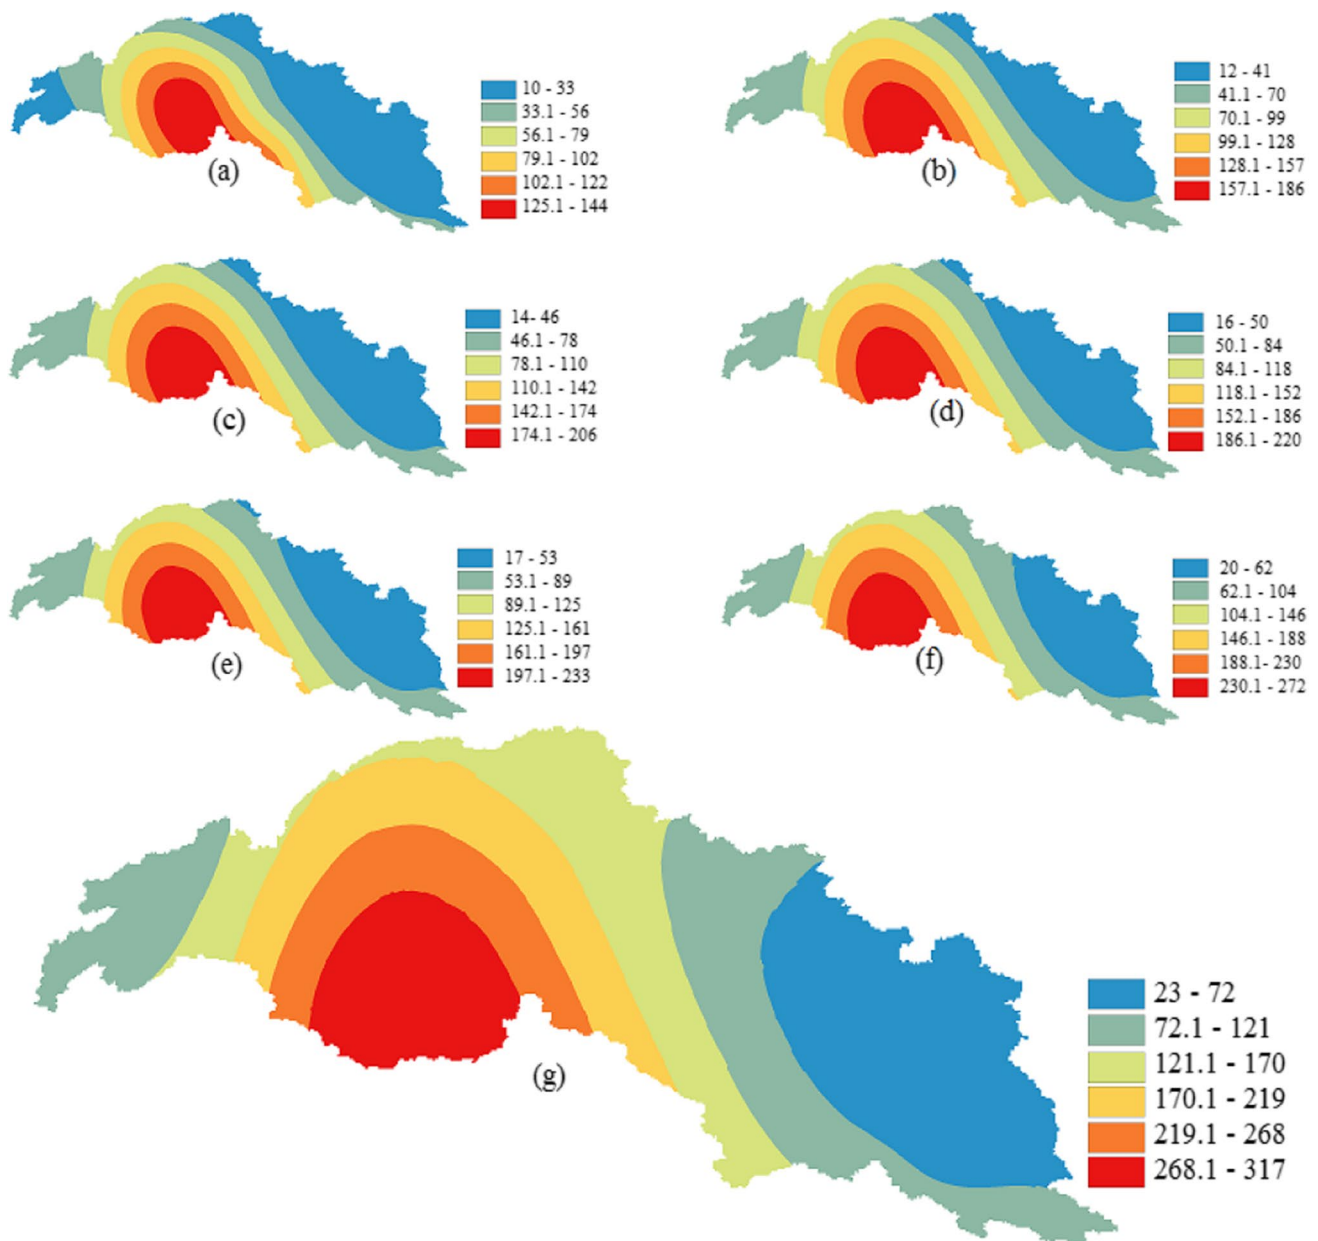 10 - 33
33.1 - 56
56.1 - 79
79.1 - 102
102.1 - 122
125.1 - 144
(a)
12 - 41
41.1 - 70
70.1 - 99
99.1 - 128
128.1 - 157
157.1 - 186
(b)
14- 46
46.1 - 78
78.1 - 110
110.1 - 142
142.1 - 174
174.1 - 206
(c)
16 - 50
50.1 - 84
84.1 - 118
118.1 - 152
152.1 - 186
186.1 - 220
(d)
17 - 53
53.1 - 89
89.1 - 125
125.1 - 161
161.1 - 197
197.1 - 233
(e)
20 - 62
62.1 - 104
104.1 - 146
146.1 - 188
188.1 - 230
230.1 - 272
(f)
23 - 72
72.1 - 121
121.1 - 170
170.1 - 219
219.1 - 268
268.1 - 317
(g)